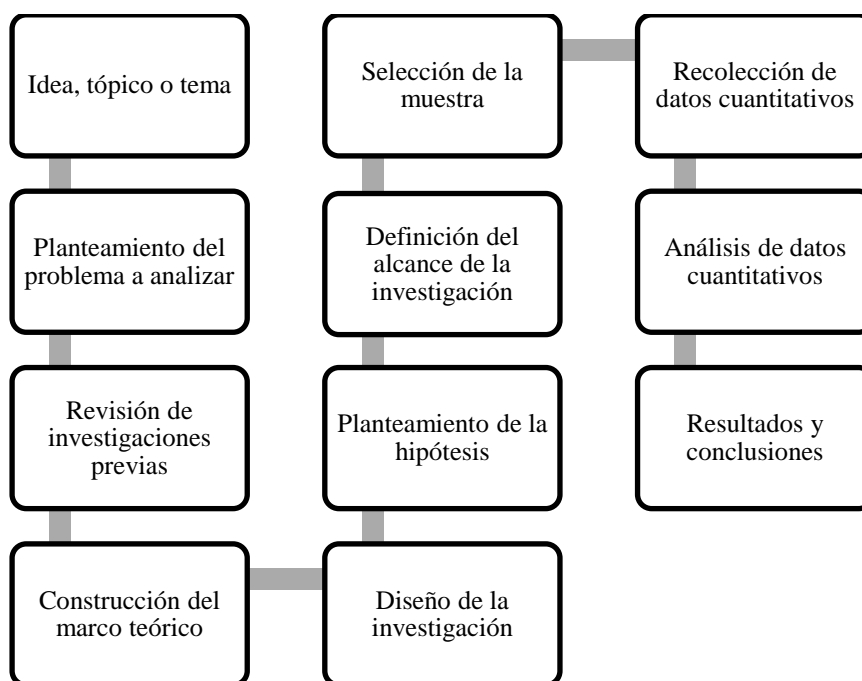 Idea, tópico o tema
Planteamiento del
problema a analizar
Revisión de
investigaciones
previas
Construcción del
marco teórico
Diseño de la
investigación
Planteamiento de la
hipótesis
Definición del
alcance de la
investigación
Selección de la
muestra
Recolección de
datos cuantitativos
Análisis de datos
cuantitativos
Resultados y
conclusiones